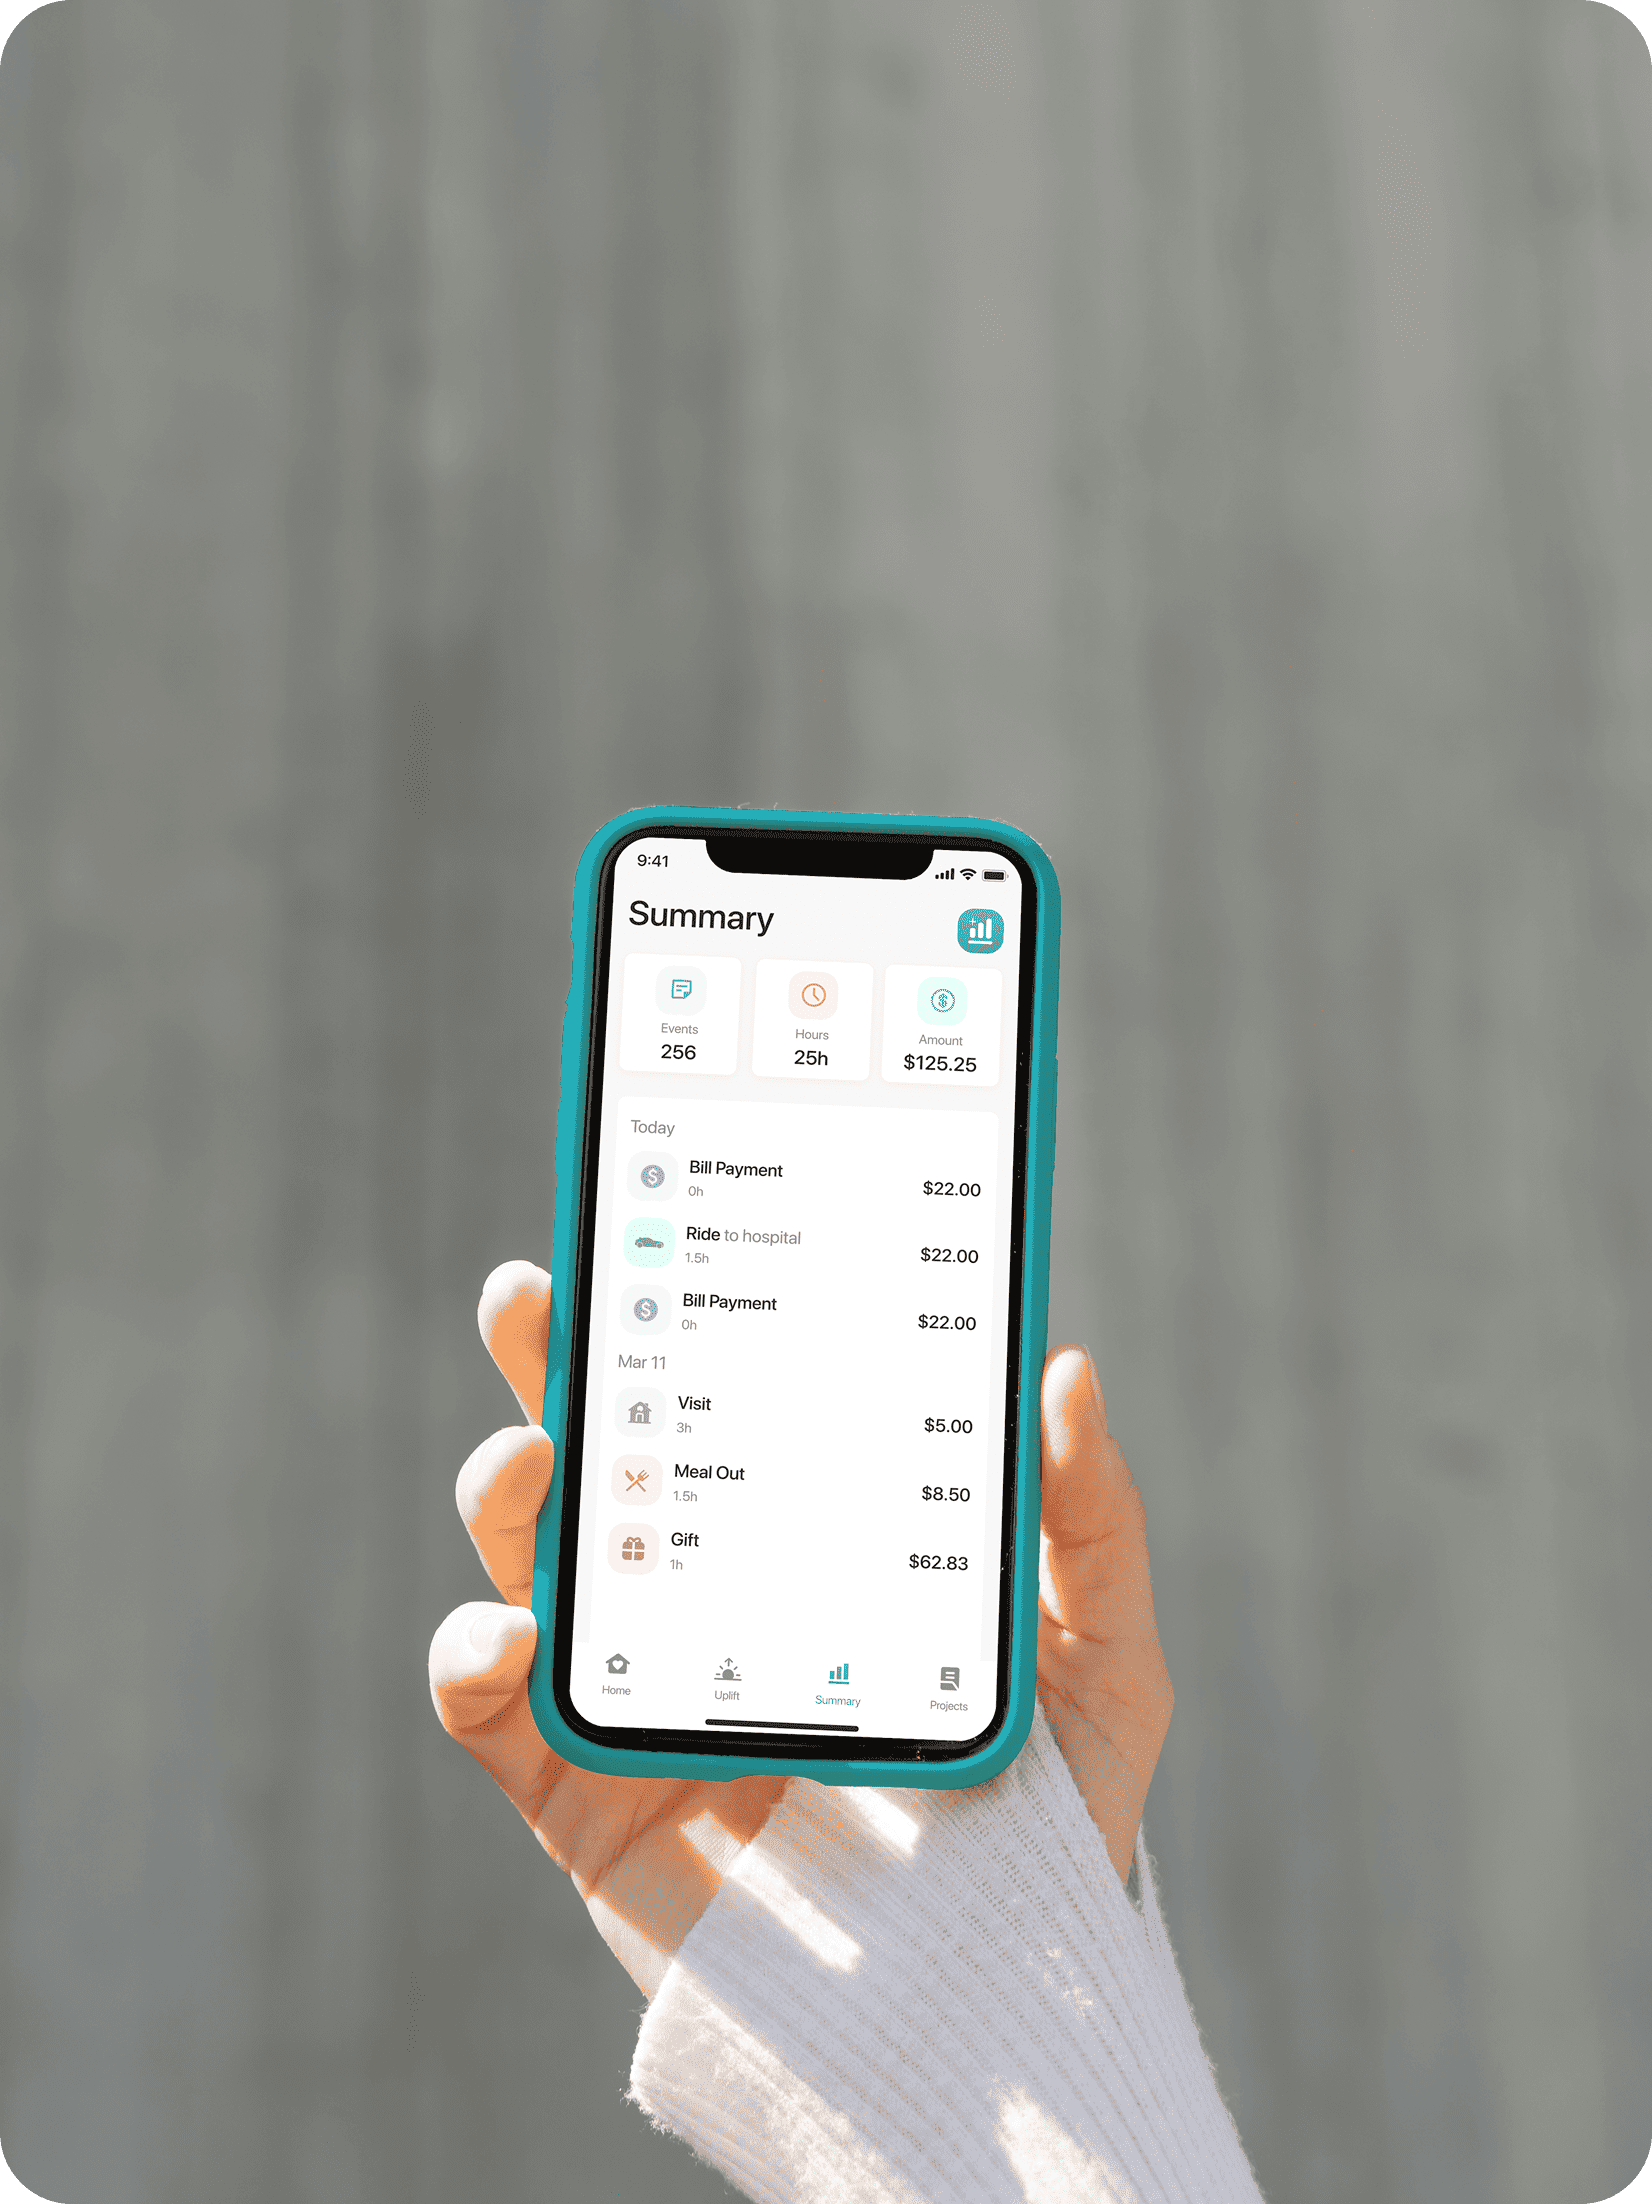 9:41
Summary
Events
256
Hours
25h
Amount
$125.25
Today
Bill Payment
0h
$22.00
Ride to hospital
1.5h
$22.00
Bill Payment
0h
$22.00
Mar 11
Visit
3h
$5.00
Meal Out
1.5h
$8.50
Gift
1h
$62.83
Home
Uplift
Summary
Projects